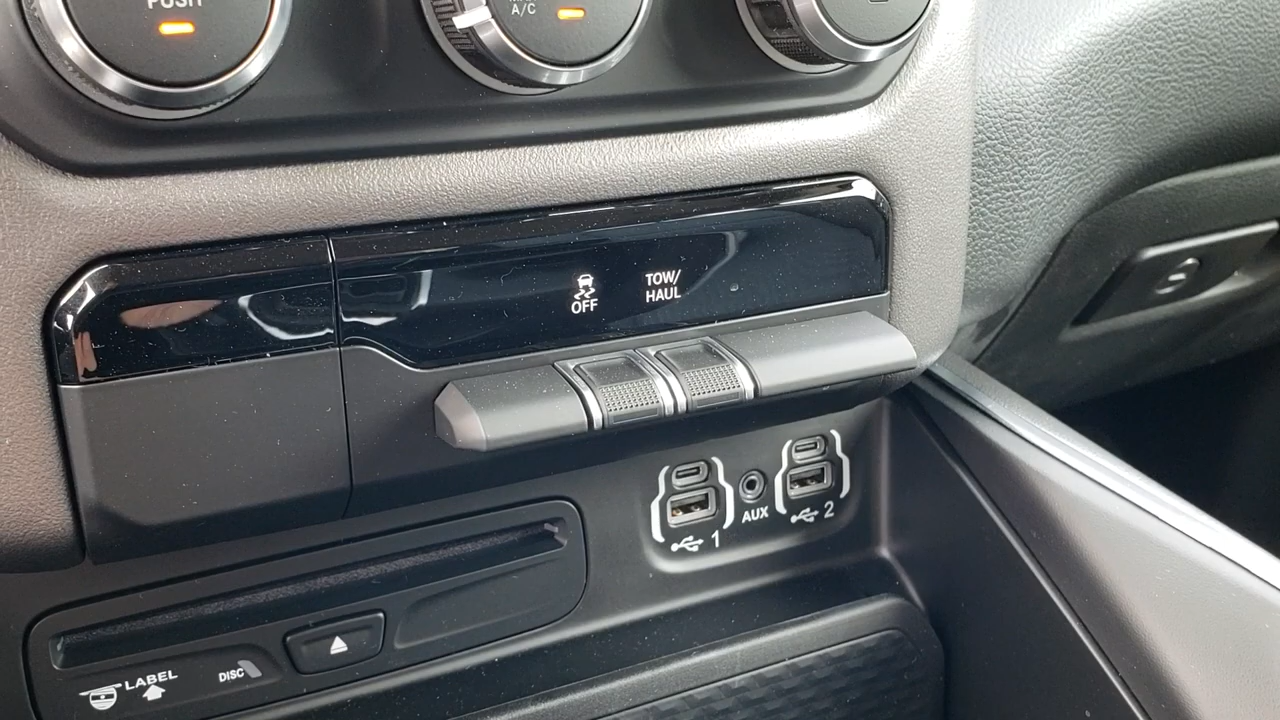 PUSH
A/C
OFF
TOW/
HAUL
AUX
1
2
LABEL
DISC